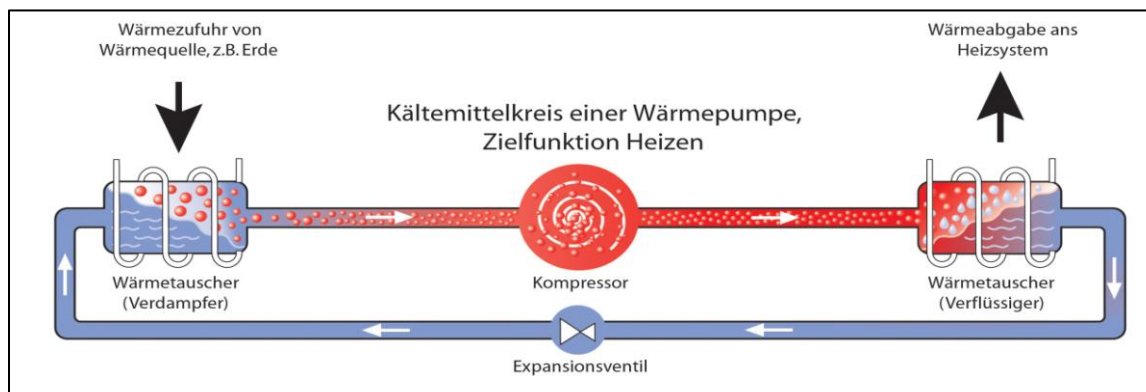 Wärmezufuhr von
Wärmequelle, z.B. Erde
Wärmeabgabe ans
Heizsystem
Kältemittelkreis einer Wärmepumpe,
Zielfunktion Heizen
Wärmetauscher
(Verdampfer)
Kompressor
Wärmetauscher
(Verflüssiger)
Expansionsventil